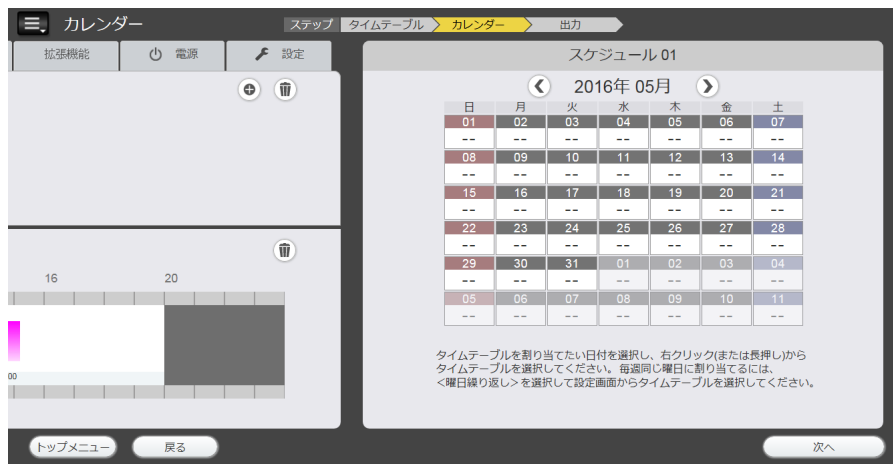 カレンダー
ステップ タイムテーブル カレンダー 出力
拡張機能 電源 設定
スケジュール 01
2016年 05月
日 月 火 水 木 金 土
01 02 03 04 05 06 07
-- -- -- -- -- -- --
08 09 10 11 12 13 14
-- -- -- -- -- -- --
15 16 17 18 19 20 21
-- -- -- -- -- -- --
22 23 24 25 26 27 28
-- -- -- -- -- -- --
29 30 31 01 02 03 04
-- -- -- -- -- -- --
05 06 07 08 09 10 11
-- -- -- -- -- -- --
16 20
00
タイムテーブルを割り当てたい日付を選択し、右クリック(または長押し)から
タイムテーブルを選択してください。毎週同じ曜日に割り当てるには、
<曜日繰り返し>を選択して設定画面からタイムテーブルを選択してください。
トップメニュー 戻る 次へ